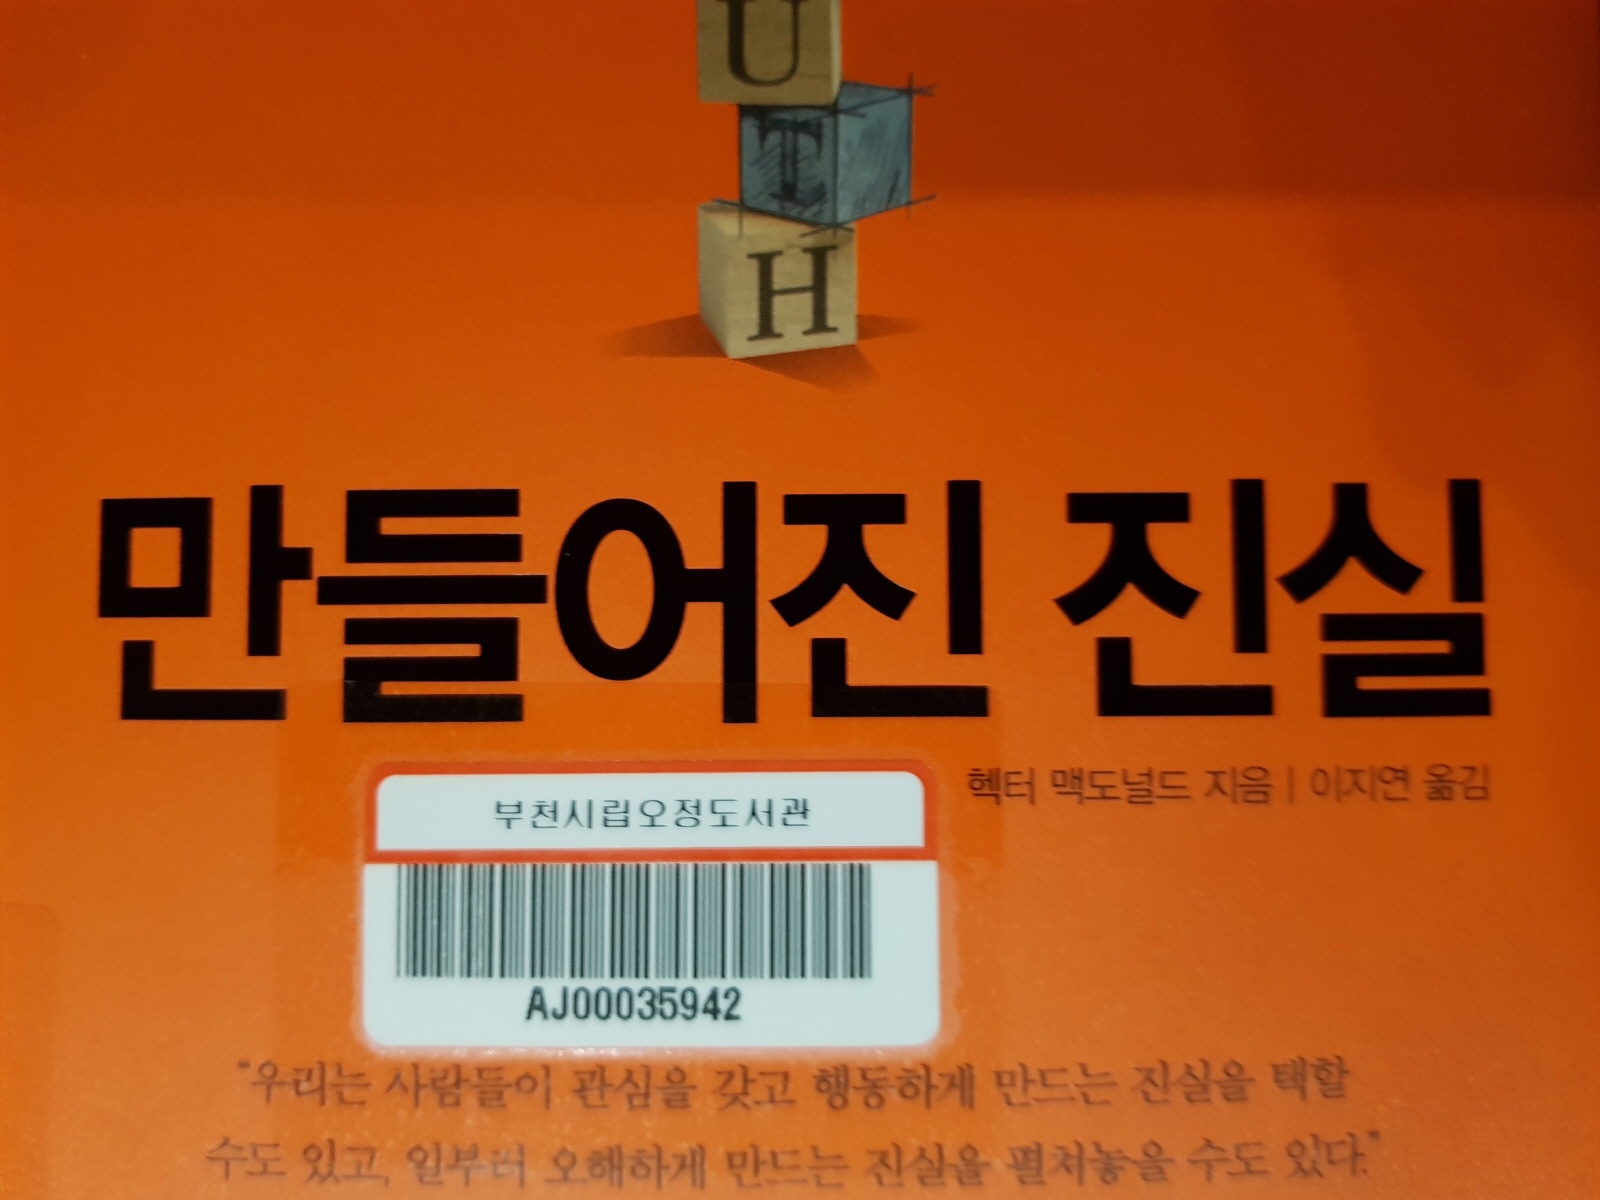 U
T
H
만들어진 진실
헥터 맥도널드 지음 | 이지연 옮김
부천시립오정도서관
AJ00035942
“우리는 사람들이 관심을 갖고 행동하게 만드는 진실을 택할
수도 있고, 일부러 오해하게 만드는 진실을 펼쳐놓을 수도 있다.”